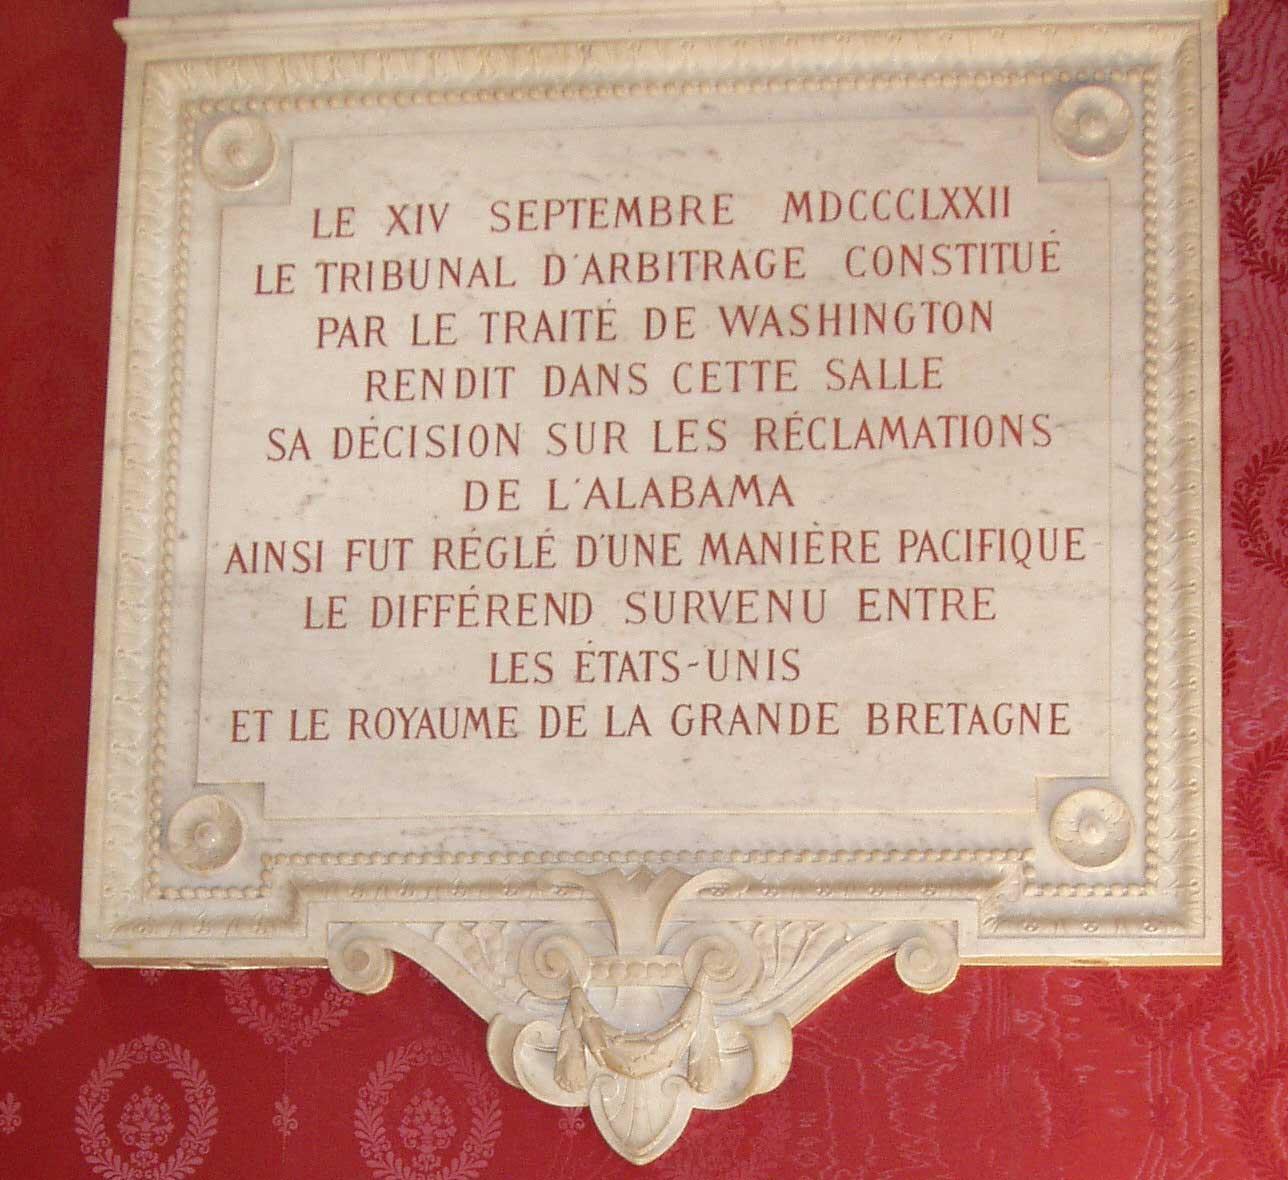 LE XIV SEPTEMBRE MDCCCLXXII
LE TRIBUNAL D'ARBITRAGE CONSTITUÉ
PAR LE TRAITÉ DE WASHINGTON
RENDIT DANS CETTE SALLE
SA DÉCISION SUR LES RÉCLAMATIONS
DE L'ALABAMA
AINSI FUT RÉGLÉ D'UNE MANIÈRE PACIFIQUE
LE DIFFÉREND SURVENU ENTRE
LES ÉTATS-UNIS
ET LE ROYAUME DE LA GRANDE BRETAGNE